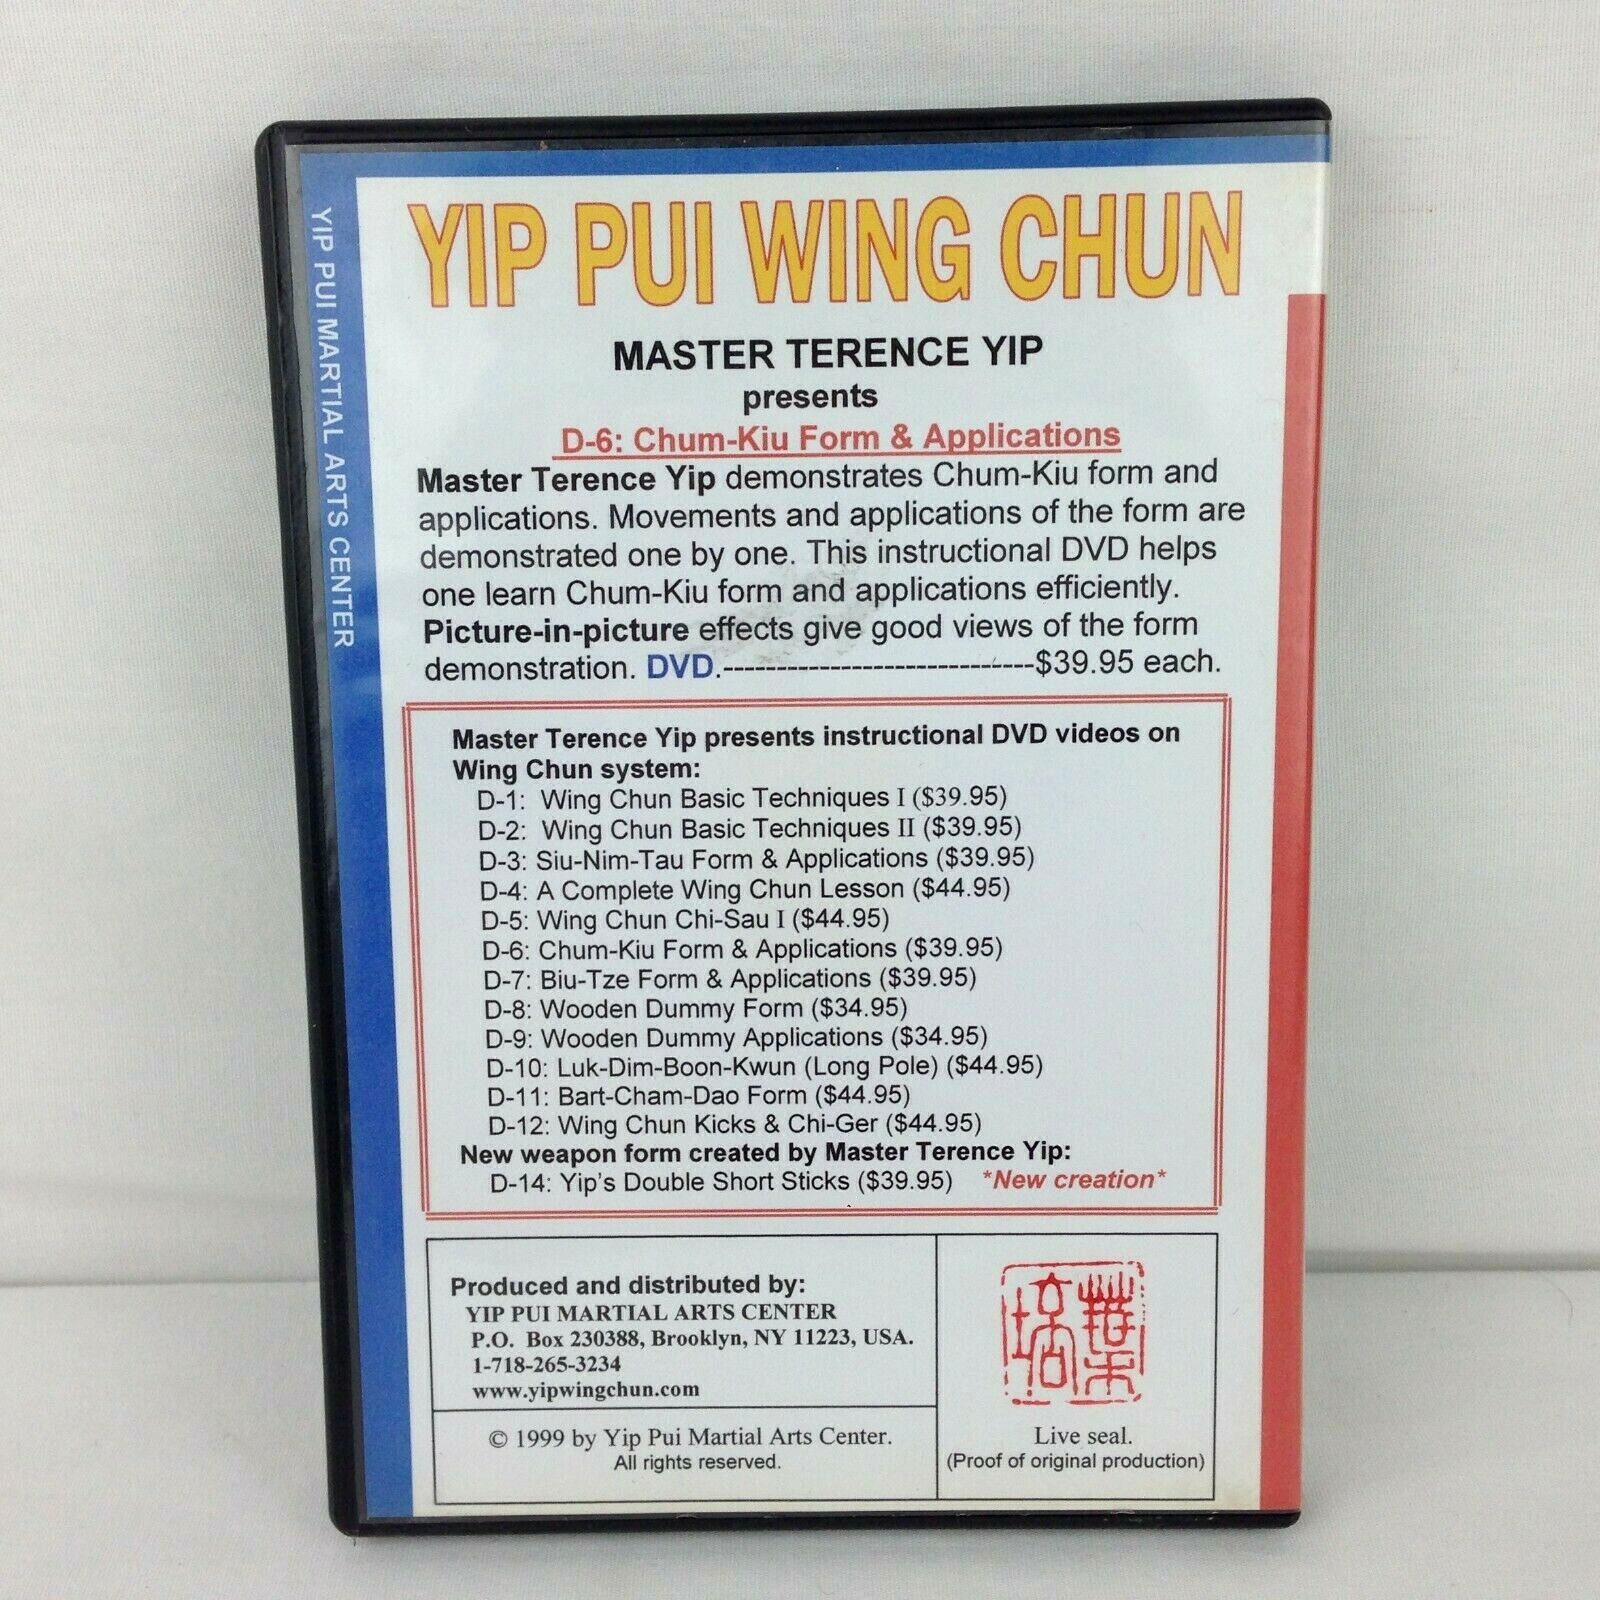 YIP PUI MARTIAL ARTS CENTER
YIP PUI WING CHUN
MASTER TERENCE YIP
presents
D-6: Chum-Kiu Form & Applications
Master Terence Yip demonstrates Chum-Kiu form and
applications. Movements and applications of the form are
demonstrated one by one. This instructional DVD helps
one learn Chum-Kiu form and applications efficiently.
Picture-in-picture effects give good views of the form
demonstration. DVD.-----------------------------$39.95 each.
Master Terence Yip presents instructional DVD videos on
Wing Chun system:
D-1: Wing Chun Basic Techniques I ($39.95)
D-2: Wing Chun Basic Techniques II ($39.95)
D-3: Siu-Nim-Tau Form & Applications ($39.95)
D-4: A Complete Wing Chun Lesson ($44.95)
D-5: Wing Chun Chi-Sau I ($44.95)
D-6: Chum-Kiu Form & Applications ($39.95)
D-7: Biu-Tze Form & Applications ($39.95)
D-8: Wooden Dummy Form ($34.95)
D-9: Wooden Dummy Applications ($34.95)
D-10: Luk-Dim-Boon-Kwun (Long Pole) ($44.95)
D-11: Bart-Cham-Dao Form ($44.95)
D-12: Wing Chun Kicks & Chi-Ger ($44.95)
New weapon form created by Master Terence Yip:
D-14: Yip's Double Short Sticks ($39.95) *New creation*
Produced and distributed by:
YIP PUI MARTIAL ARTS CENTER
P.O. Box 230388, Brooklyn, NY 11223, USA.
1-718-265-3234
www.yipwingchun.com
© 1999 by Yip Pui Martial Arts Center.
All rights reserved.
Live seal.
(Proof of original production)